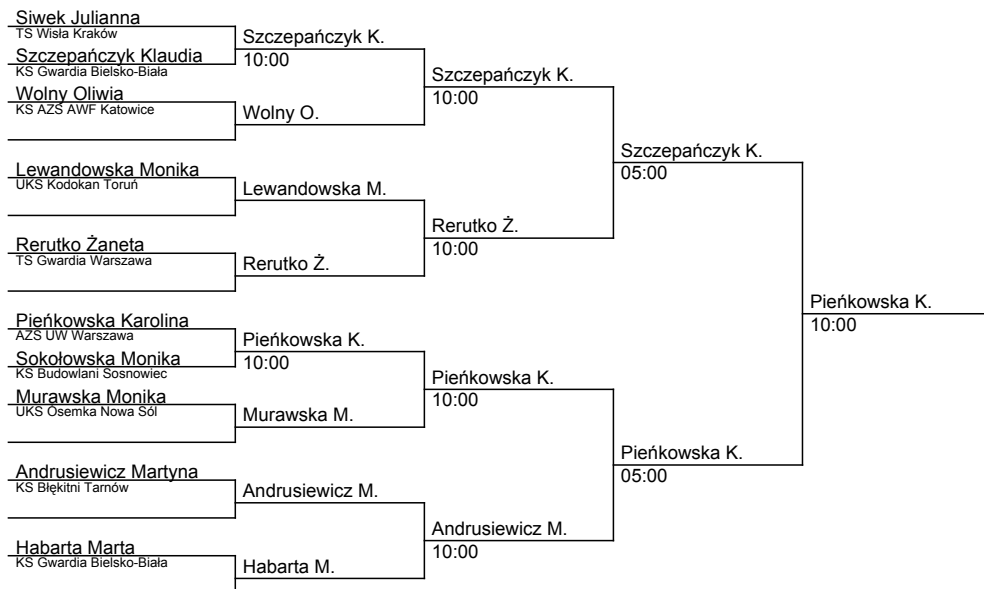 Siwek Julianna
TS Wisła Kraków
Szczepańczyk Klaudia
KS Gwardia Bielsko-Biała
Wolny Oliwia
KS AZS AWF Katowice
Lewandowska Monika
UKS Kodokan Toruń
Rerutko Żaneta
TS Gwardia Warszawa
Pieńkowska Karolina
AZS UW Warszawa
Sokołowska Monika
KS Budowlani Sosnowiec
Murawska Monika
UKS Ósemka Nowa Sól
Andrusiewicz Martyna
KS Błękitni Tarnów
Habarta Marta
KS Gwardia Bielsko-Biała
Szczepańczyk K.
10:00
Wolny O.
Lewandowska M.
Rerutko Ż.
Pieńkowska K.
10:00
Murawska M.
Andrusiewicz M.
Habarta M.
Szczepańczyk K.
10:00
Rerutko Ż.
10:00
Pieńkowska K.
10:00
Andrusiewicz M.
10:00
Szczepańczyk K.
05:00
Pieńkowska K.
05:00
Pieńkowska K.
10:00